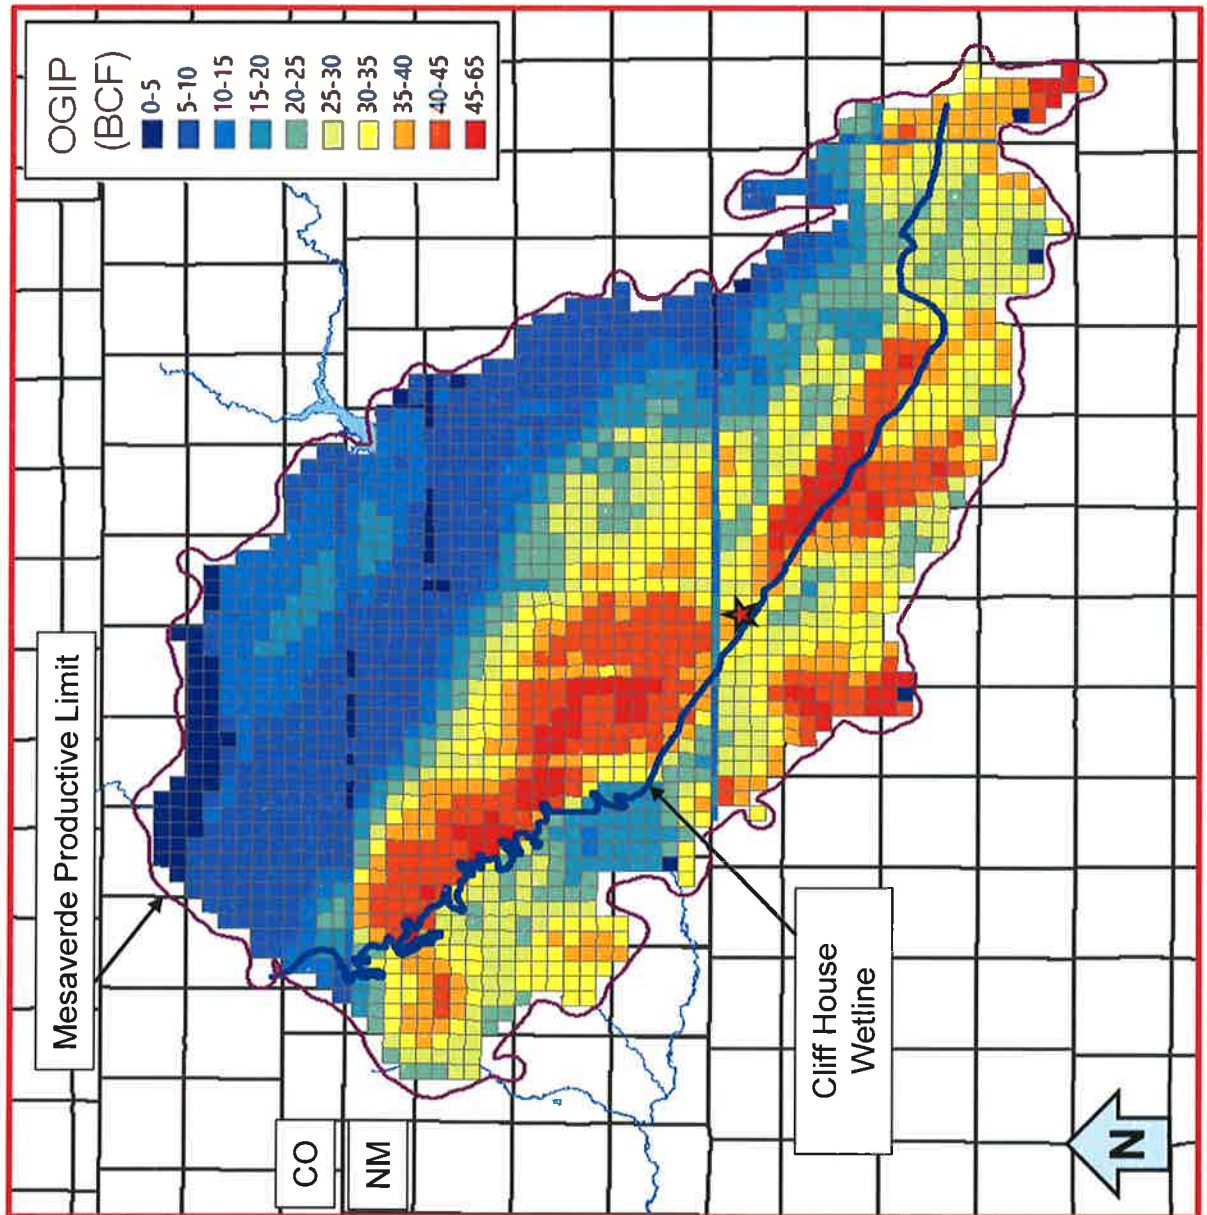 OGIP
(BCF)
0-5
5-10
10-15
15-20
20-25
25-30
30-35
35-40
40-45
45-65
Mesaverde Productive Limit
CO
NM
Cliff House
Wetline
N